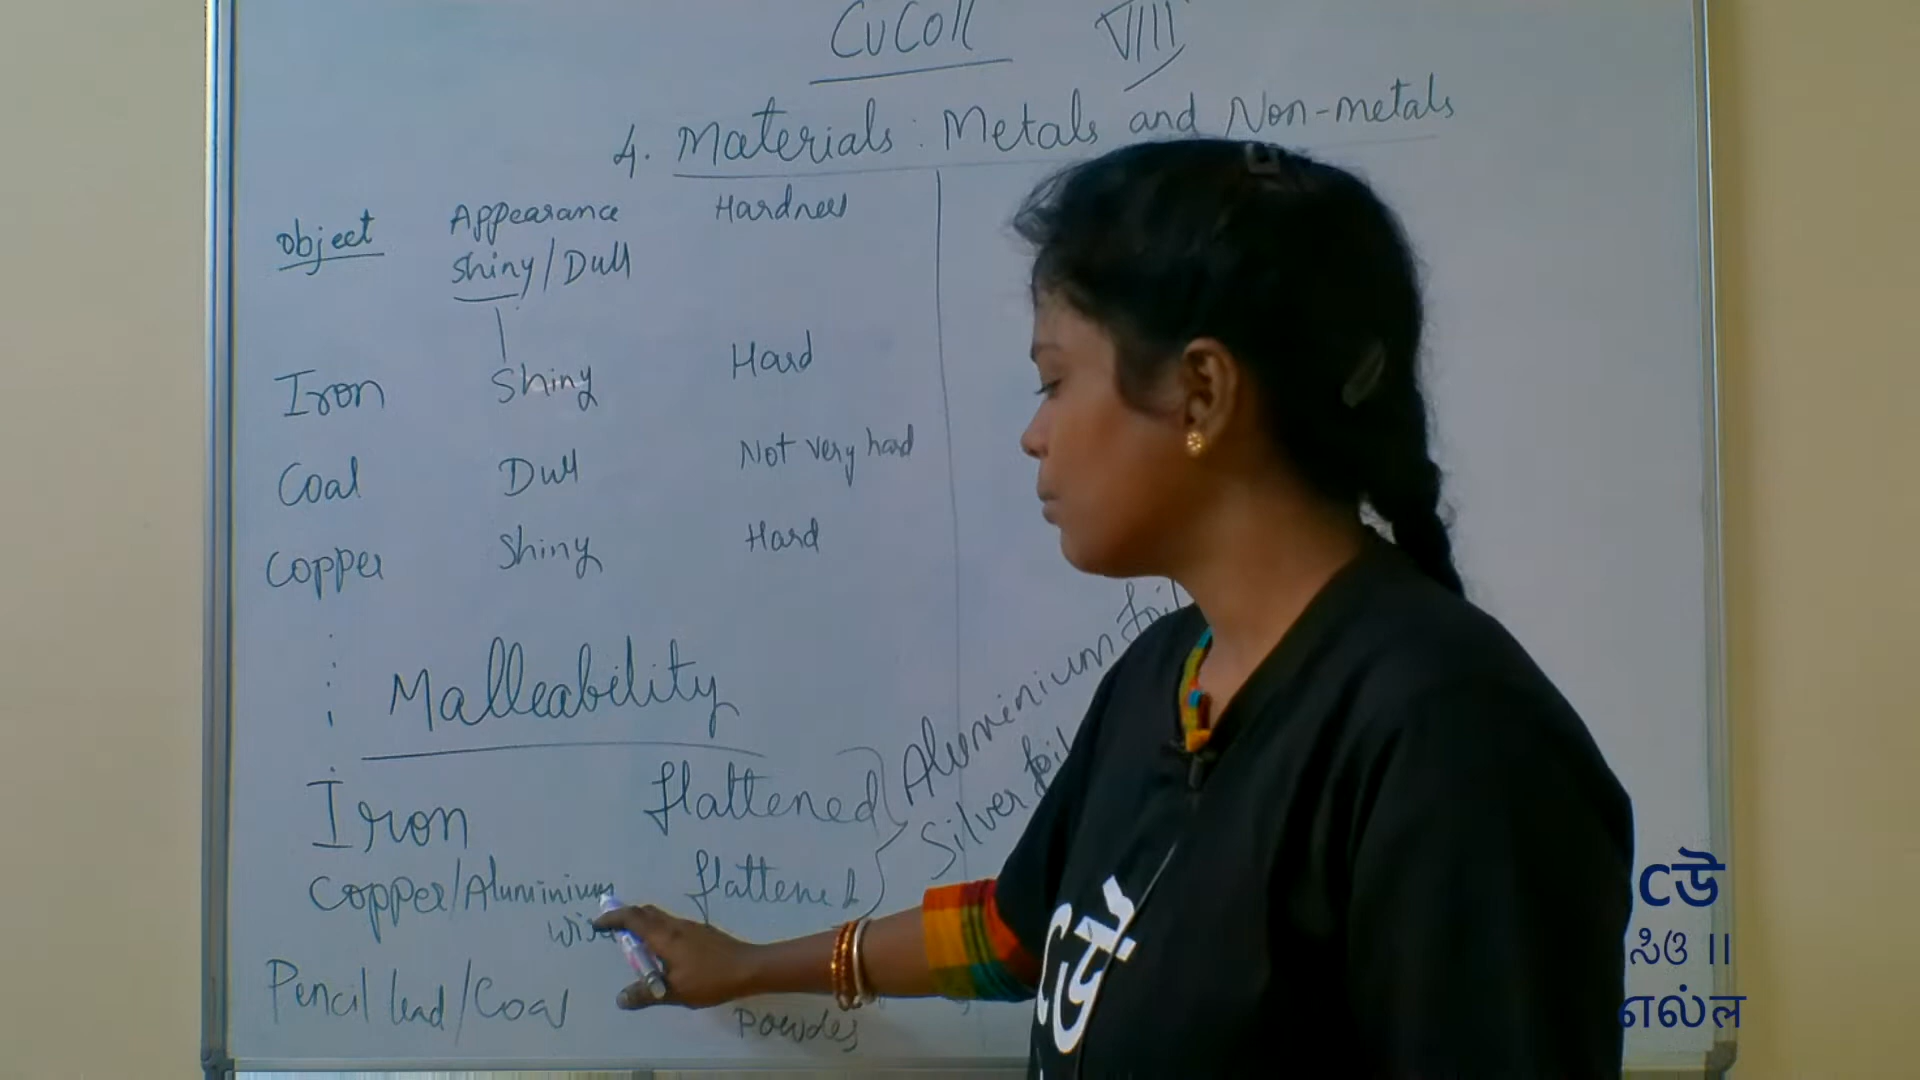 CUCOll VIII
4. Materials: Metals and Non-metals
Object Appearance Hardness
Shiny/Dull
Iron Shiny Hard
Coal Dull Not very hard
Copper Shiny Hard
Malleability
Iron flattened Aluminium foil
Copper/Aluminium flattened Silver foil
Pencil lead/Coal
Powder
Cউ
ಸಿಓ ॥
எல்ல